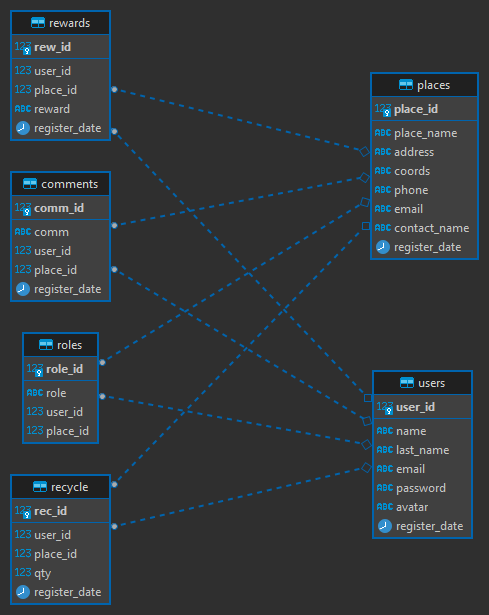 rewards
123 rew_id
123 user_id
123 place_id
ABC reward
register_date
comments
123 comm_id
ABC comm
123 user_id
123 place_id
register_date
roles
123 role_id
ABC role
123 user_id
123 place_id
recycle
123 rec_id
123 user_id
123 place_id
123 qty
register_date
places
123 place_id
ABC place_name
ABC address
ABC coords
ABC phone
ABC email
ABC contact_name
register_date
users
123 user_id
ABC name
ABC last_name
ABC email
ABC password
ABC avatar
register_date